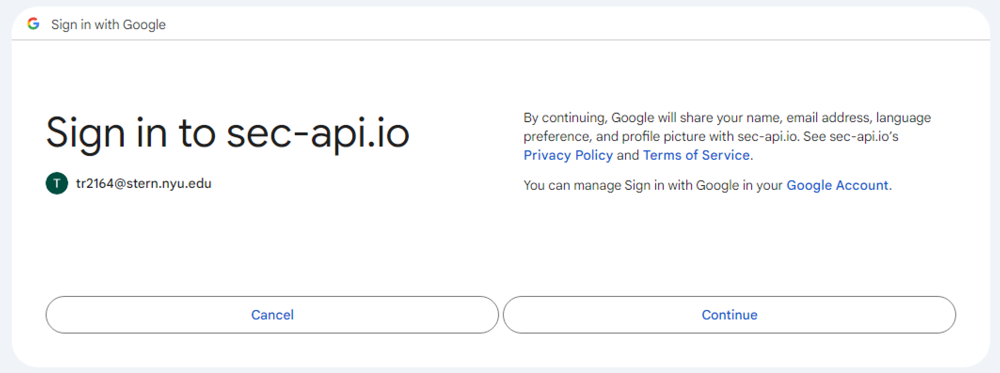 Sign in with Google
Sign in to sec-api.io
T tr2164@stern.nyu.edu
By continuing, Google will share your name, email address, language
preference, and profile picture with sec-api.io. See sec-api.io’s
Privacy Policy and Terms of Service.
You can manage Sign in with Google in your Google Account.
Cancel
Continue